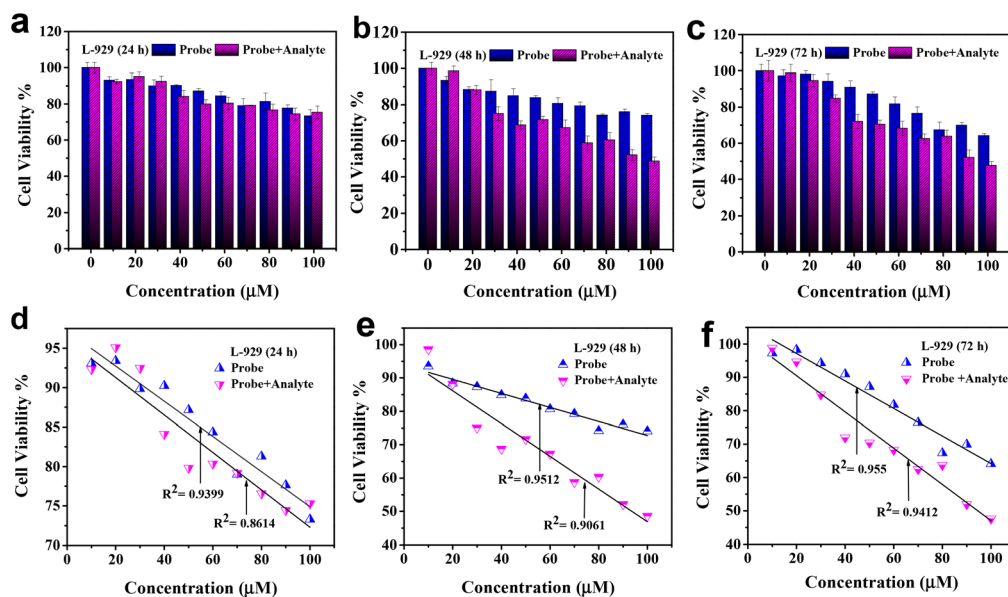 a
L-929 (24 h) Probe Probe+Analyte
120
100
80
60
40
20
0
Cell Viability %
0 20 40 60 80 100
Concentration (μM)
b
L-929 (48 h) Probe Probe+Analyte
120
100
80
60
40
20
0
Cell Viability %
0 20 40 60 80 100
Concentration (μM)
c
L-929 (72 h) Probe Probe+Analyte
120
100
80
60
40
20
0
Cell Viability %
0 20 40 60 80 100
Concentration (μM)
d
L-929 (24 h)
Probe
Probe+Analyte
100
95
90
85
80
75
70
Cell Viability %
R²= 0.9399
R²= 0.8614
0 20 40 60 80 100
Concentration (μM)
e
L-929 (48 h)
Probe
Probe+Analyte
100
90
80
70
60
50
40
Cell Viability %
R²= 0.9512
R²= 0.9061
0 20 40 60 80 100
Concentration (μM)
f
L-929 (72 h)
Probe
Probe +Analyte
100
90
80
70
60
50
40
Cell Viability %
R²= 0.955
R²= 0.9412
0 20 40 60 80 100
Concentration (μM)